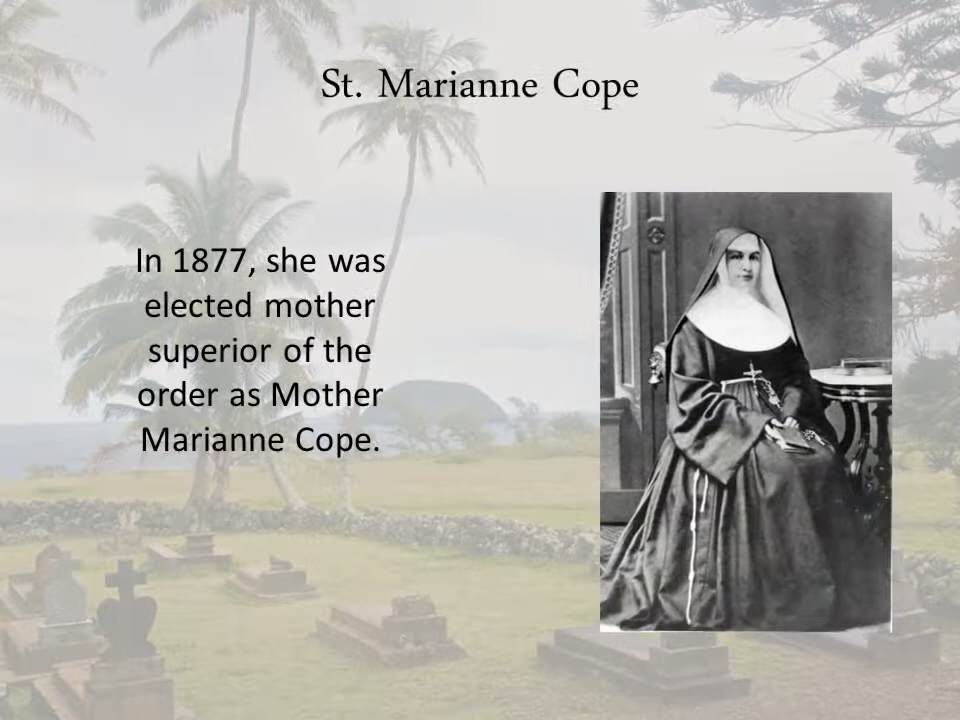 St. Marianne Cope
In 1877, she was
elected mother
superior of the
order as Mother
Marianne Cope.